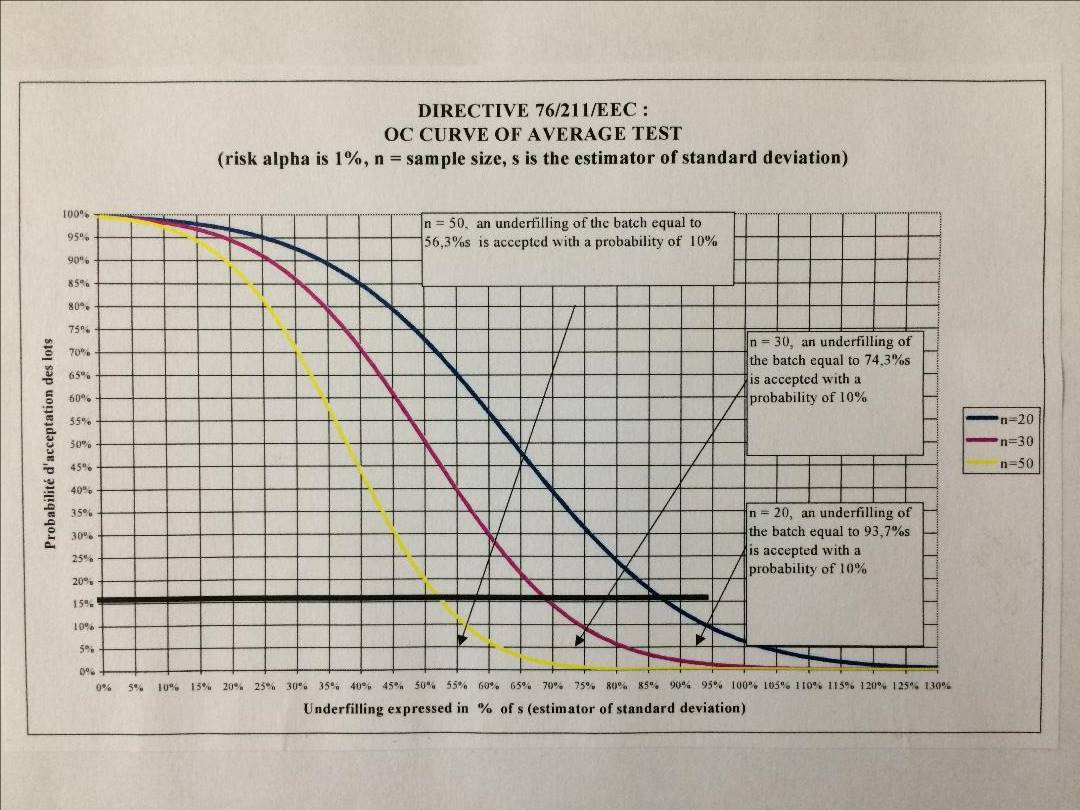 DIRECTIVE 76/211/EEC :
OC CURVE OF AVERAGE TEST
(risk alpha is 1%, n = sample size, s is the estimator of standard deviation)
n = 50, an underfilling of the batch equal to
56,3%s is accepted with a probability of 10%
n = 30, an underfilling of
the batch equal to 74,3%s
is accepted with a
probability of 10%
n = 20, an underfilling of
the batch equal to 93,7%s
is accepted with a
probability of 10%
n=20
n=30
n=50
Probabilité d'acceptation des lots
100%
95%
90%
85%
80%
75%
70%
65%
60%
55%
50%
45%
40%
35%
30%
25%
20%
15%
10%
5%
0%
0% 5% 10% 15% 20% 25% 30% 35% 40% 45% 50% 55% 60% 65% 70% 75% 80% 85% 90% 95% 100% 105% 110% 115% 120% 125% 130%
Underfilling expressed in % of s (estimator of standard deviation)